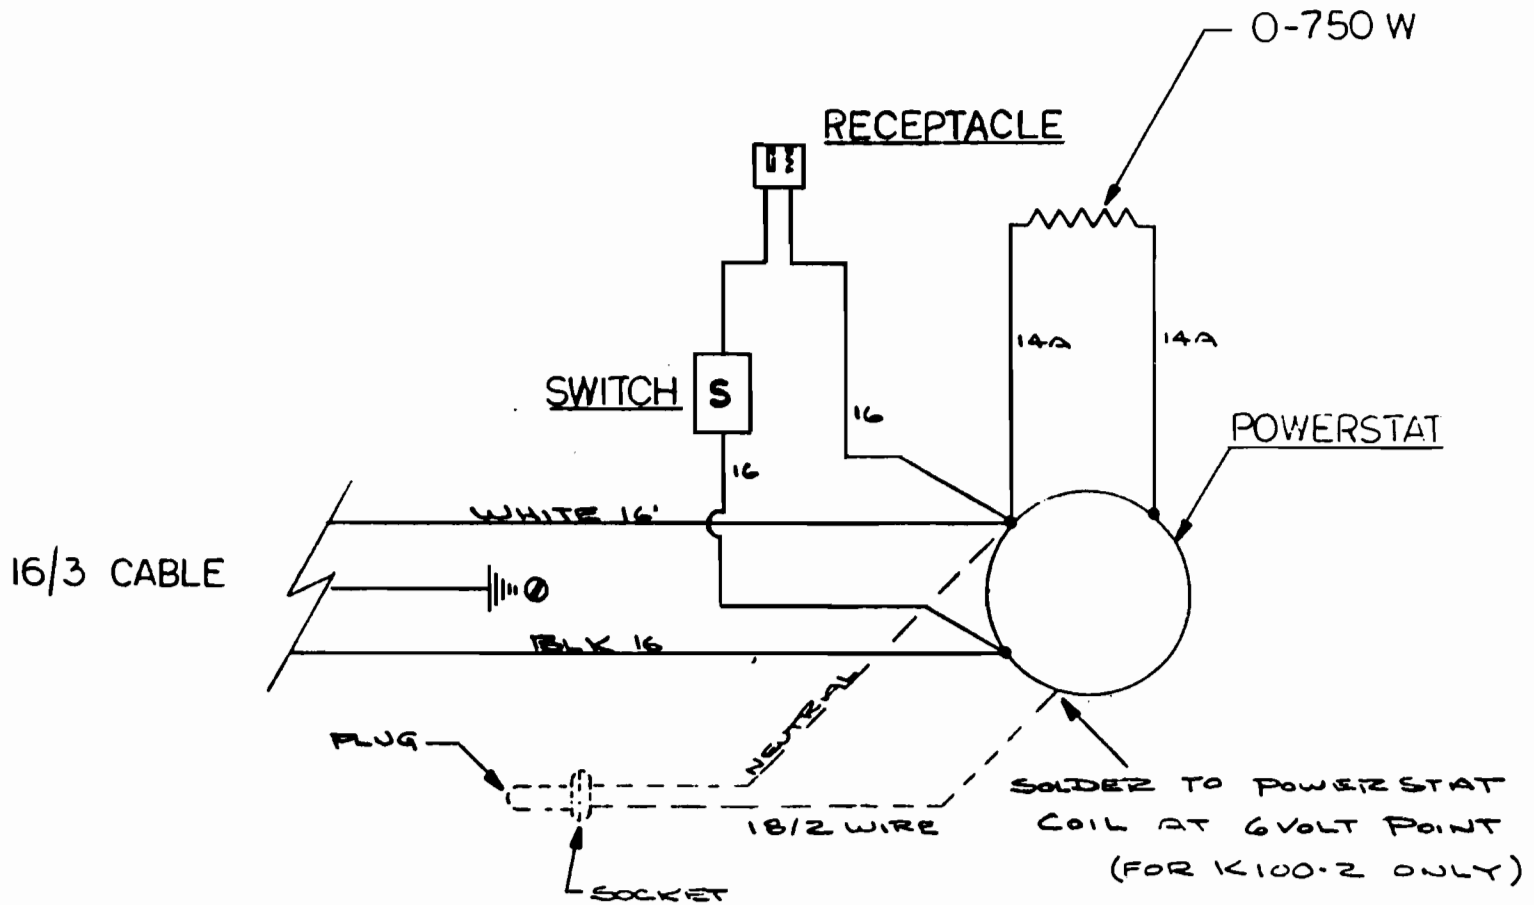 0-750 W
RECEPTACLE
14A
14A
SWITCH
S
16
16
POWERSTAT
WHITE 16
16/3 CABLE
BLK 16
NEUTRAL
PLUG
18/2 WIRE
SOLDER TO POWERSTAT
COIL AT 6 VOLT POINT
(FOR K100-2 ONLY)
SOCKET